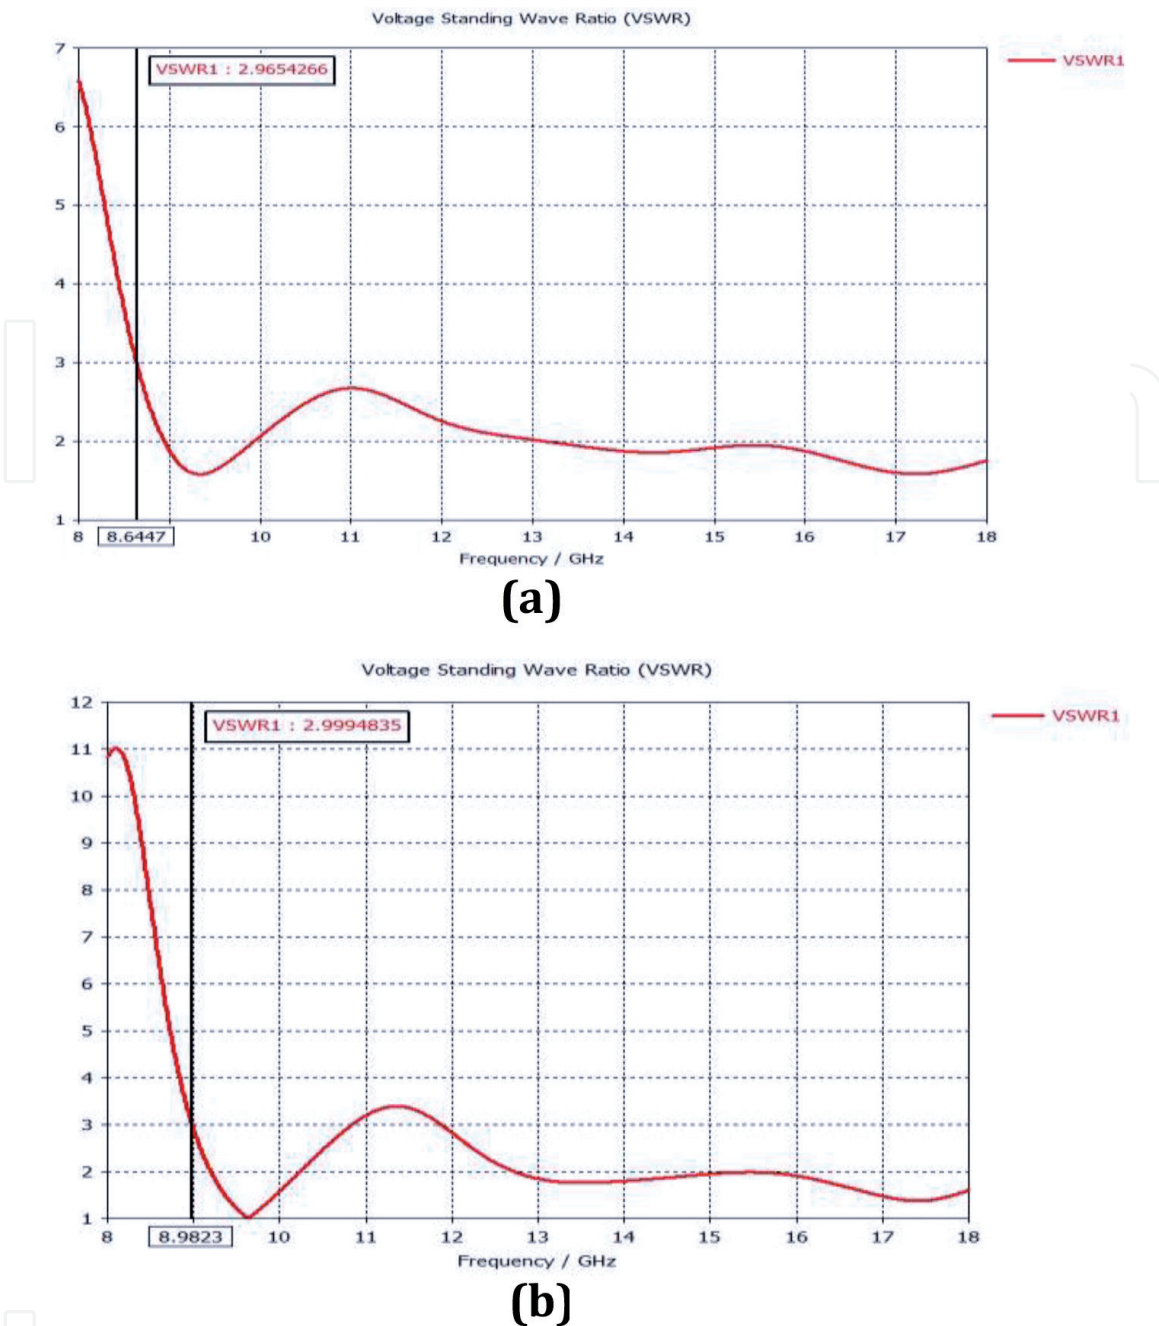 Voltage Standing Wave Ratio (VSWR)
7
VSWR1 : 2.9654266
VSWR1
6
5
4
3
2
1
8 8.6447 10 11 12 13 14 15 16 17 18
Frequency / GHz
(a)
Voltage Standing Wave Ratio (VSWR)
12
VSWR1 : 2.9994835
VSWR1
11
10
9
8
7
6
5
4
3
2
1
8 8.9823 10 11 12 13 14 15 16 17 18
Frequency / GHz
(b)